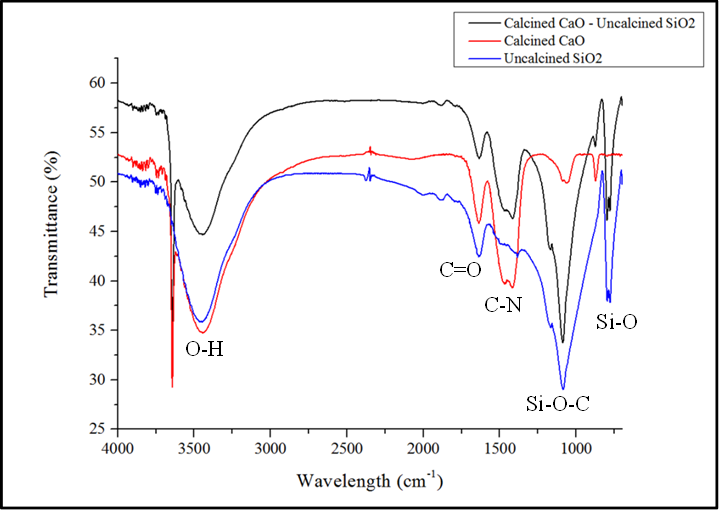 Calcined CaO - Uncalcined SiO2
Calcined CaO
Uncalcined SiO2
60
55
50
45
40
35
30
25
Transmittance (%)
C=O
C-N
O-H
Si-O
Si-O-C
4000 3500 3000 2500 2000 1500 1000
Wavelength (cm⁻¹)